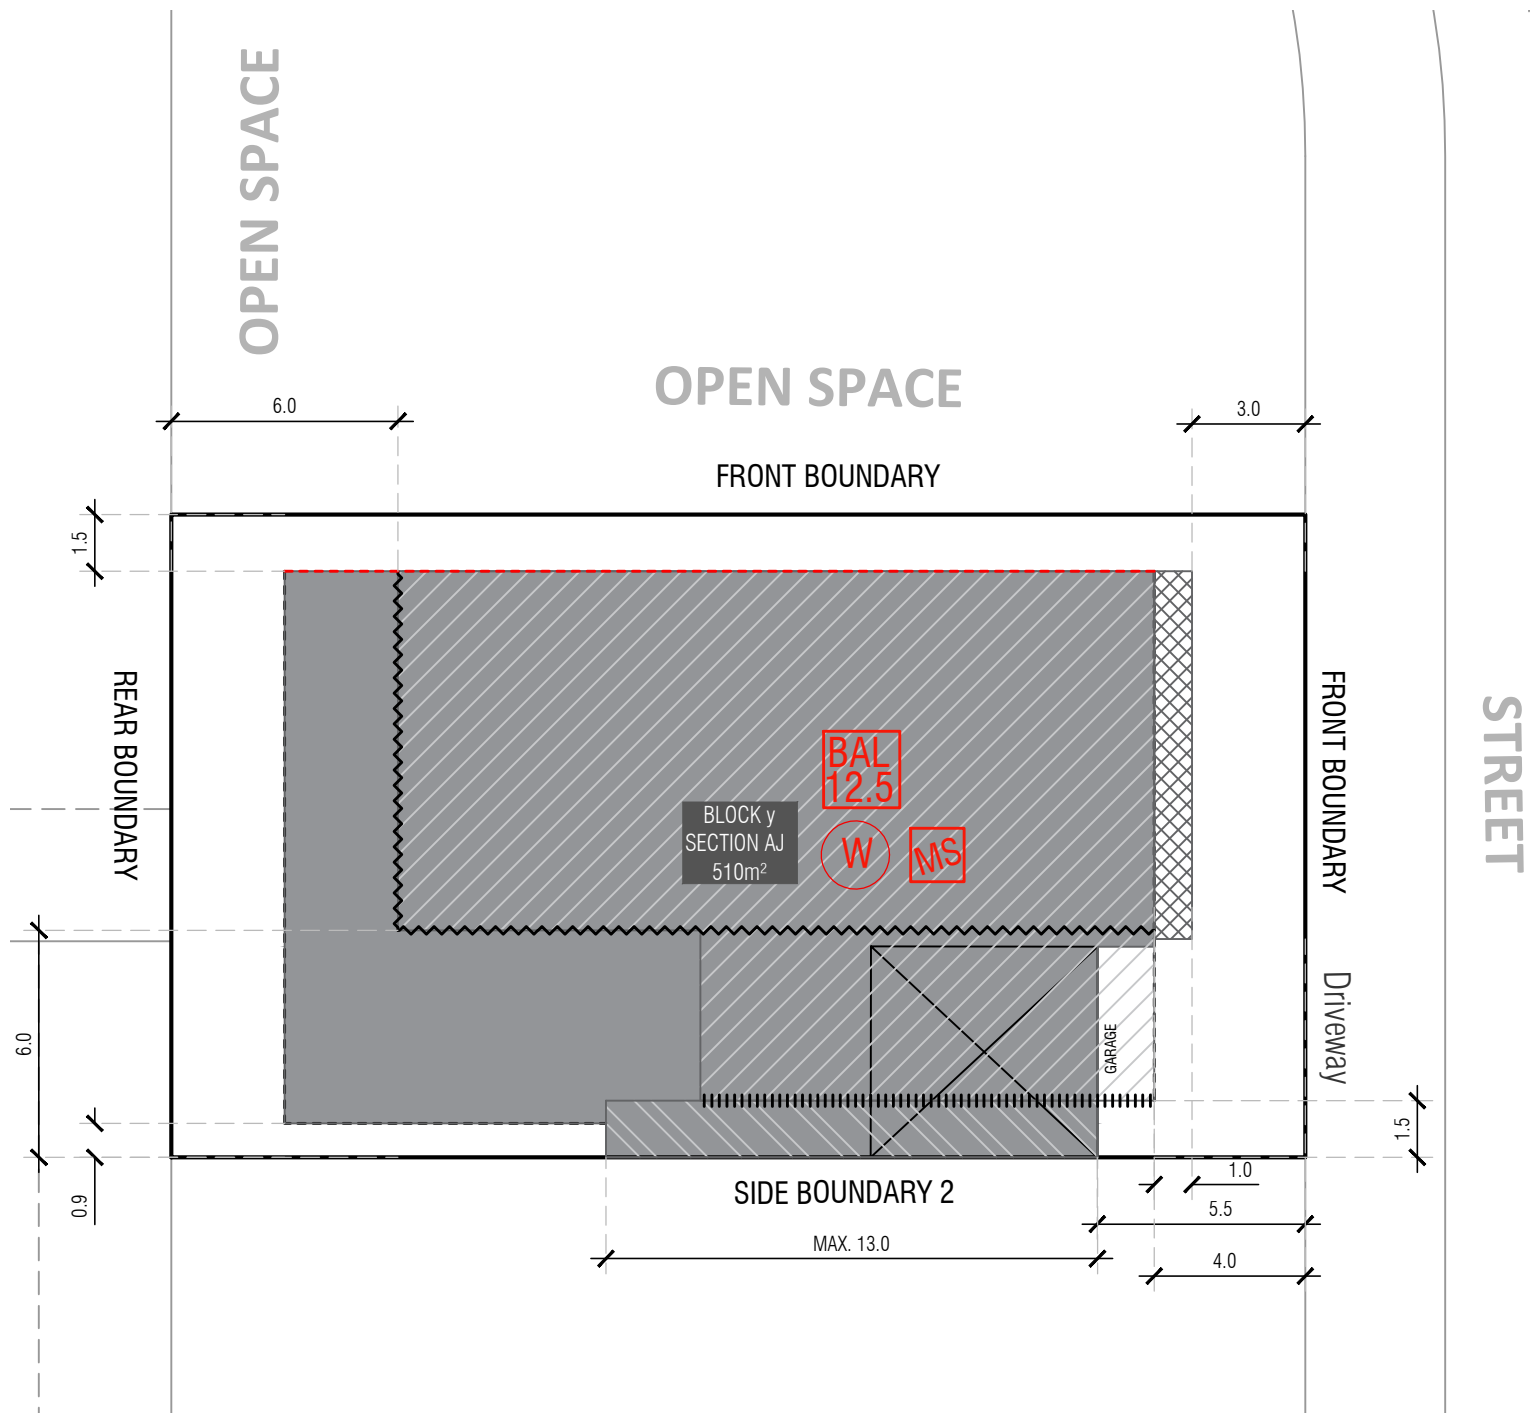 OPEN SPACE
OPEN SPACE
6.0
3.0
FRONT BOUNDARY
1.5
REAR BOUNDARY
FRONT BOUNDARY
STREET
BAL
12.5
BLOCK y
SECTION AJ
510m²
W
MS
6.0
GARAGE
Driveway
1.5
0.9
SIDE BOUNDARY 2
1.0
5.5
MAX. 13.0
4.0